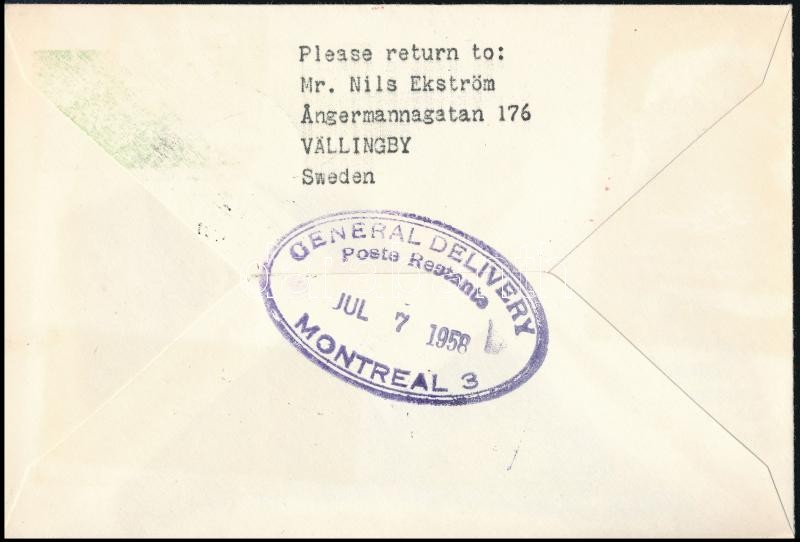 Please return to:
Mr. Nils Ekström
Ångermannagatan 176
VÄLLINGBY
Sweden
GENERAL DELIVERY
Poste Restante
JUL 7 1958
MONTREAL 3